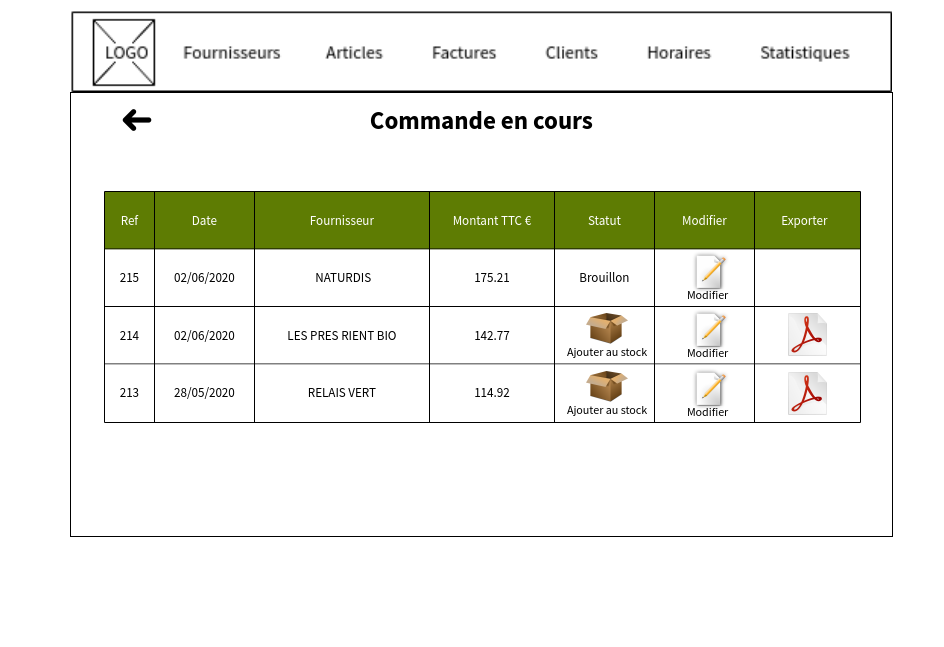 LOGO Fournisseurs Articles Factures Clients Horaires Statistiques
Commande en cours
Ref Date Fournisseur Montant TTC € Statut Modifier Exporter
215 02/06/2020 NATURDIS 175.21 Brouillon Modifier
214 02/06/2020 LES PRES RIENT BIO 142.77 Ajouter au stock Modifier
213 28/05/2020 RELAIS VERT 114.92 Ajouter au stock Modifier